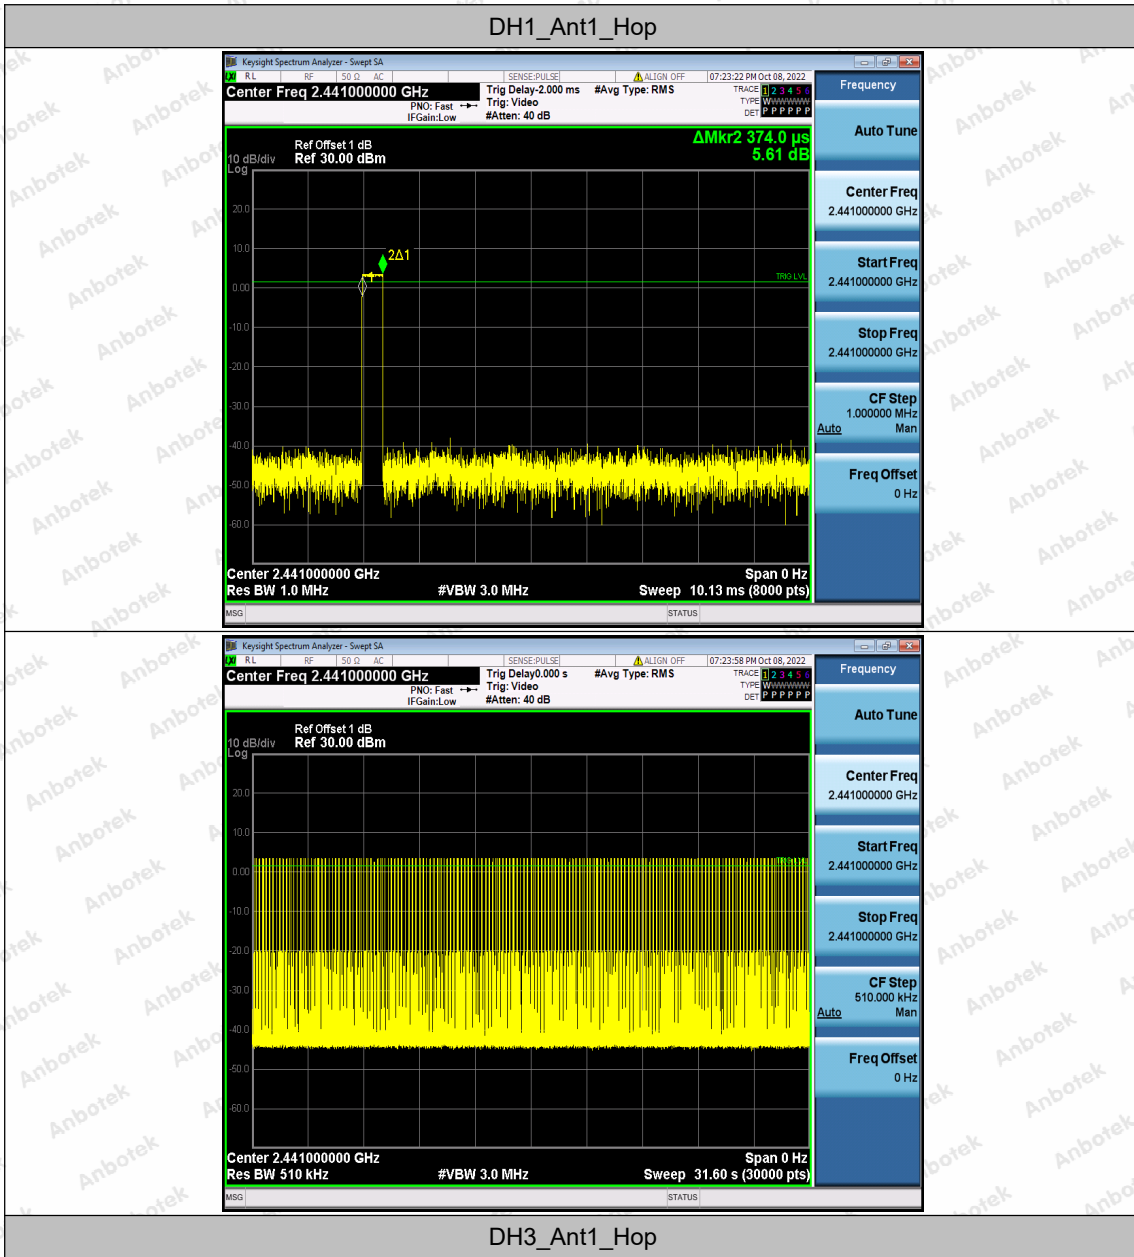 DH1_Ant1_Hop
Keysight Spectrum Analyzer - Swept SA
LXI RL RF 50 Ω AC SENSE:PULSE ALIGN OFF 07:23:22 PM Oct 08, 2022
Center Freq 2.441000000 GHz
Trig Delay-2.000 ms #Avg Type: RMS
TRACE 1 2 3 4 5 6
PNO: Fast Trig: Video
TYPE WWWWWW
IFGain:Low #Atten: 40 dB
DET P P P P P P
ΔMkr2 374.0 µs
5.61 dB
Ref Offset 1 dB
10 dB/div Ref 30.00 dBm
Log
20.0
10.0
0.00
-10.0
-20.0
-30.0
-40.0
-50.0
-60.0
2Δ1
TRIG LVL
Center 2.441000000 GHz Span 0 Hz
Res BW 1.0 MHz #VBW 3.0 MHz Sweep 10.13 ms (8000 pts)
MSG STATUS
Frequency
Auto Tune
Center Freq
2.441000000 GHz
Start Freq
2.441000000 GHz
Stop Freq
2.441000000 GHz
CF Step
1.000000 MHz
Auto Man
Freq Offset
0 Hz
Keysight Spectrum Analyzer - Swept SA
LXI RL RF 50 Ω AC SENSE:PULSE ALIGN OFF 07:23:58 PM Oct 08, 2022
Center Freq 2.441000000 GHz
Trig Delay0.000 s #Avg Type: RMS
TRACE 1 2 3 4 5 6
PNO: Fast Trig: Video
TYPE WWWWWW
IFGain:Low #Atten: 40 dB
DET P P P P P P
Ref Offset 1 dB
10 dB/div Ref 30.00 dBm
Log
20.0
10.0
0.00
-10.0
-20.0
-30.0
-40.0
-50.0
-60.0
Center 2.441000000 GHz Span 0 Hz
Res BW 510 kHz #VBW 3.0 MHz Sweep 31.60 s (30000 pts)
MSG STATUS
Frequency
Auto Tune
Center Freq
2.441000000 GHz
Start Freq
2.441000000 GHz
Stop Freq
2.441000000 GHz
CF Step
510.000 kHz
Auto Man
Freq Offset
0 Hz
DH3_Ant1_Hop
Anbotek